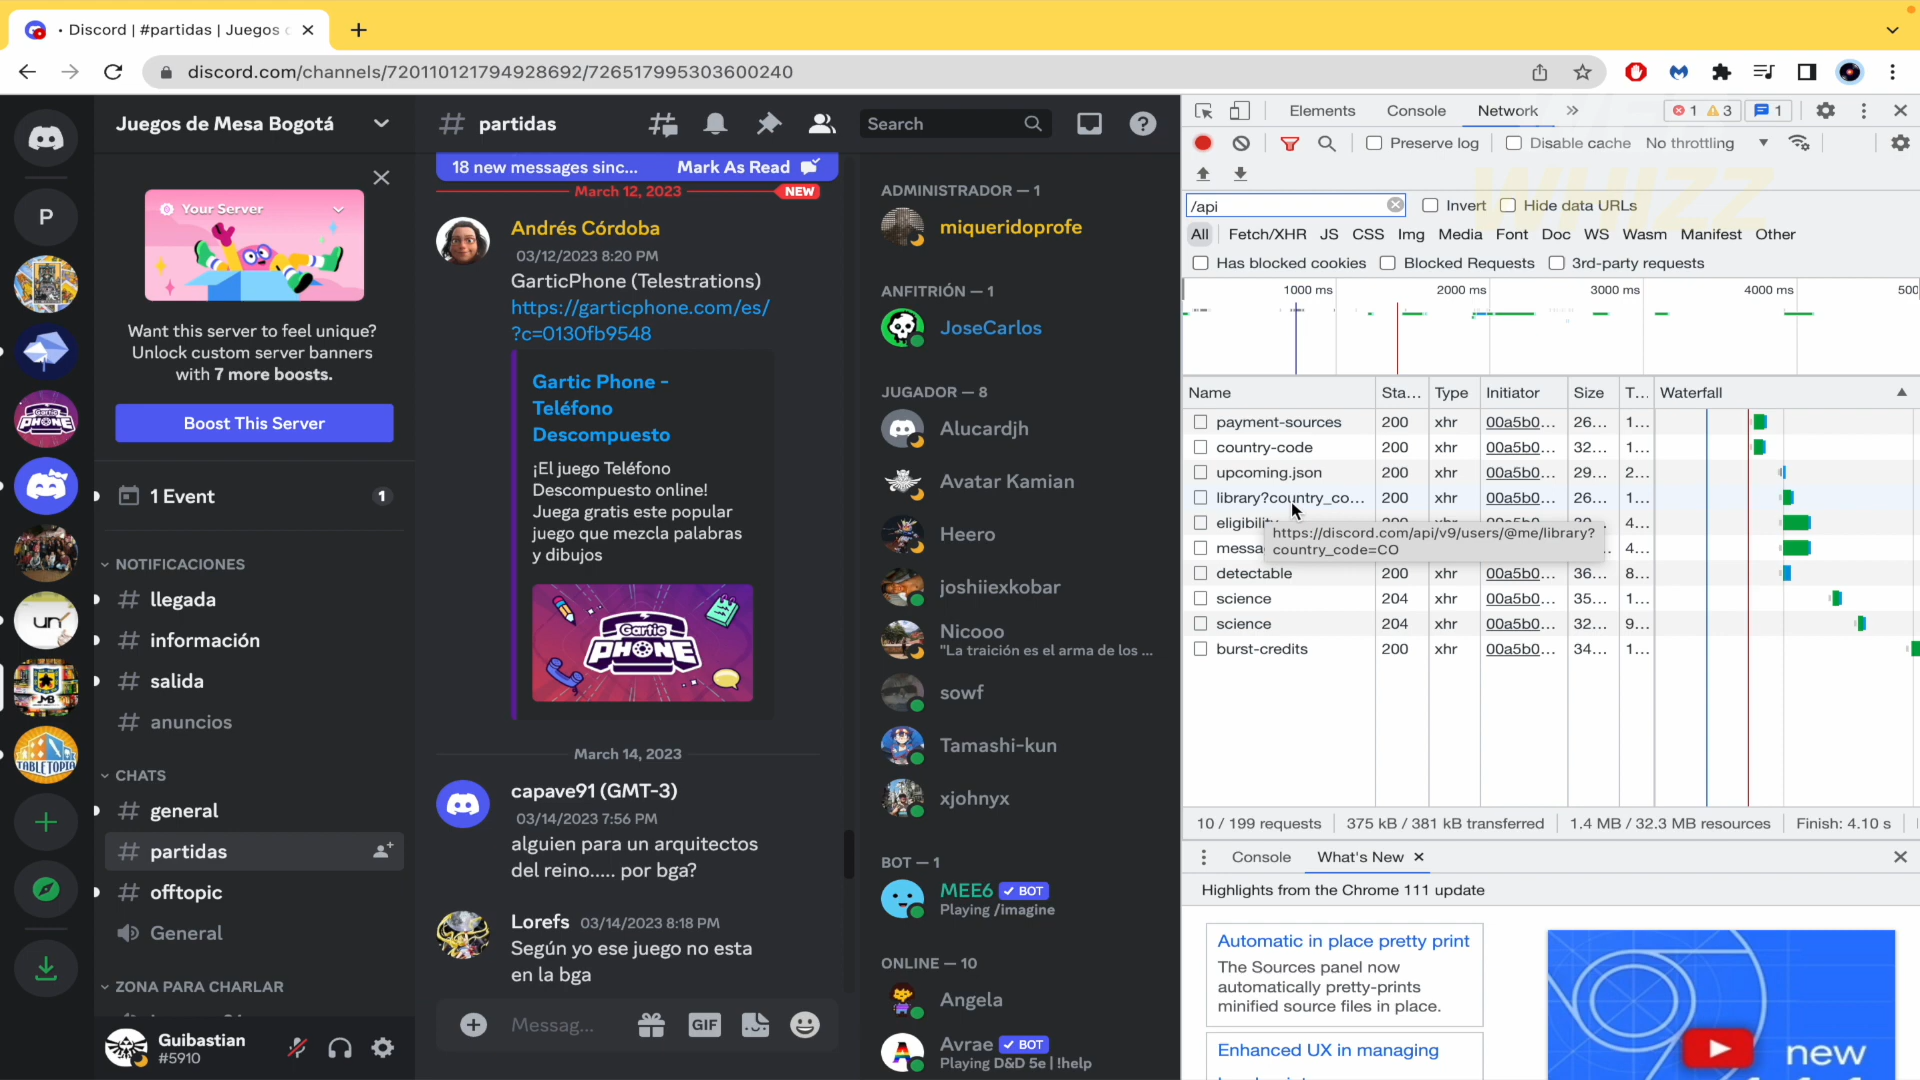 · Discord | #partidas | Juegos
discord.com/channels/720110121794928692/726517995303600240
P
Juegos de Mesa Bogotá
Your Server
Want this server to feel unique?
Unlock custom server banners
with 7 more boosts.
Boost This Server
1 Event
1
NOTIFICACIONES
# llegada
# información
# salida
# anuncios
CHATS
# general
# partidas
# offtopic
General
ZONA PARA CHARLAR
Guibastian
#5910
Gartic
PHONE
un
JMB
TABLETOPIA
# partidas
Search
18 new messages sinc...
Mark As Read
March 12, 2023
NEW
Andrés Córdoba
03/12/2023 8:20 PM
GarticPhone (Telestrations)
https://garticphone.com/es/
?c=0130fb9548
Gartic Phone -
Teléfono
Descompuesto
¡El juego Teléfono
Descompuesto online!
Juega gratis este popular
juego que mezcla palabras
y dibujos
Gartic
PHONE
March 14, 2023
capave91 (GMT-3)
03/14/2023 7:56 PM
alguien para un arquitectos
del reino..... por bga?
Lorefs 03/14/2023 8:18 PM
Según yo ese juego no esta
en la bga
Messag...
GIF
ADMINISTRADOR — 1
miqueridoprofe
ANFITRIÓN — 1
JoseCarlos
JUGADOR — 8
Alucardjh
Avatar Kamian
Heero
joshiiexkobar
Nicooo
"La traición es el arma de los ...
sowf
Tamashi-kun
xjohnyx
BOT — 1
MEE6 ✓ BOT
Playing /imagine
ONLINE — 10
Angela
Avrae ✓ BOT
Playing D&D 5e | !help
Elements Console Network » 1 3 1
Preserve log Disable cache No throttling
WHIZZ
/api
Invert Hide data URLs
All Fetch/XHR JS CSS Img Media Font Doc WS Wasm Manifest Other
Has blocked cookies Blocked Requests 3rd-party requests
1000 ms 2000 ms 3000 ms 4000 ms 500
Name Sta... Type Initiator Size T... Waterfall
payment-sources 200 xhr 00a5b0... 26... 1...
country-code 200 xhr 00a5b0... 32... 1...
upcoming.json 200 xhr 00a5b0... 29... 2...
library?country_co... 200 xhr 00a5b0... 26... 1...
eligibility 4...
messa 4...
https://discord.com/api/v9/users/@me/library?
country_code=CO
detectable 200 xhr 00a5b0... 36... 8...
science 204 xhr 00a5b0... 35... 1...
science 204 xhr 00a5b0... 32... 9...
burst-credits 200 xhr 00a5b0... 34... 1...
10 / 199 requests 375 kB / 381 kB transferred 1.4 MB / 32.3 MB resources Finish: 4.10 s
Console What's New
Highlights from the Chrome 111 update
Automatic in place pretty print
The Sources panel now
automatically pretty-prints
minified source files in place.
Enhanced UX in managing
new